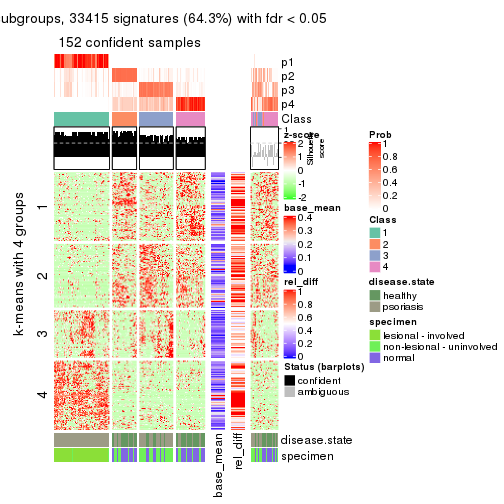 ubgroups, 33415 signatures (64.3%) with fdr < 0.05
152 confident samples
p1
p2
p3
p4
Class
1
Silhouette
score
k-means with 4 groups
1
2
3
4
base_mean
rel_diff
disease.state
specimen
z-score
2
1
0
-1
-2
base_mean
0.4
0.3
0.2
0.1
0
rel_diff
1
0.8
0.6
0.4
0.2
0
Status (barplots)
confident
ambiguous
Prob
1
0.8
0.6
0.4
0.2
0
Class
1
2
3
4
disease.state
healthy
psoriasis
specimen
lesional - involved
non-lesional - uninvolved
normal